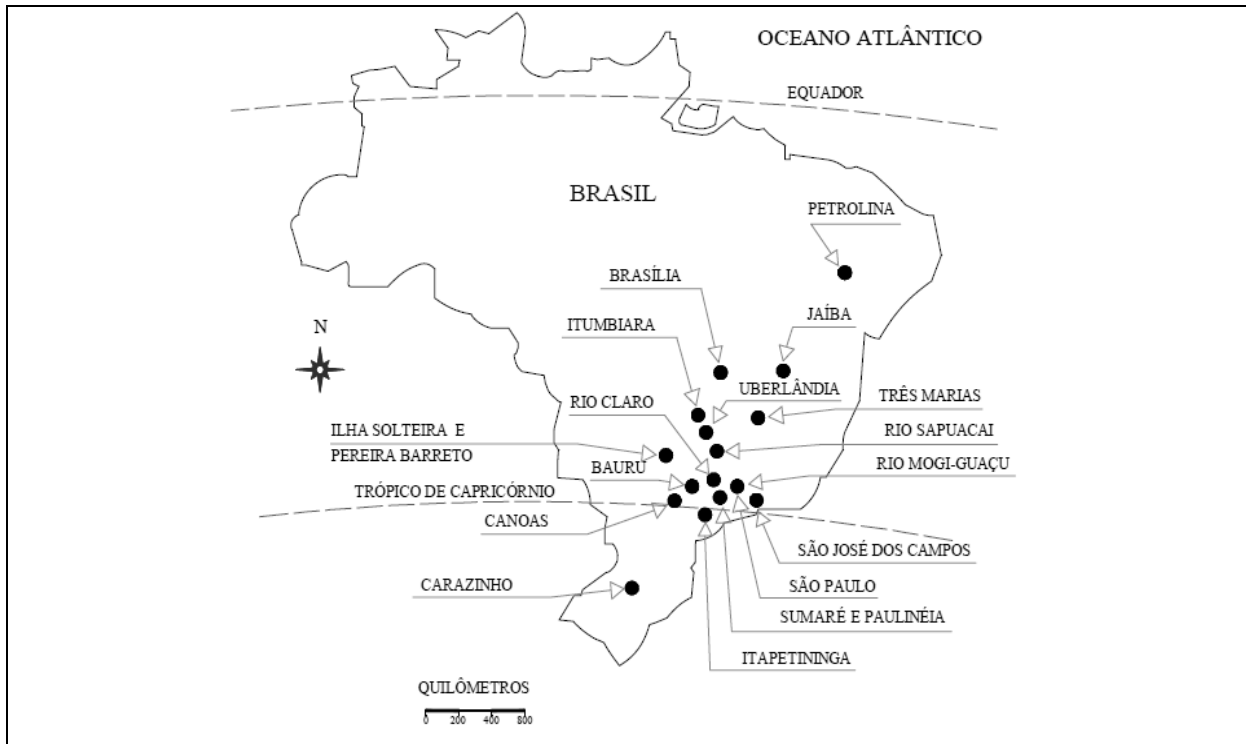 OCEANO ATLÂNTICO
EQUADOR
BRASIL
PETROLINA
BRASÍLIA
JAÍBA
ITUMBIARA
N
UBERLÂNDIA
TRÊS MARIAS
RIO CLARO
ILHA SOLTEIRA E
PEREIRA BARRETO
RIO SAPUACAI
BAURU
RIO MOGI-GUAÇU
TRÓPICO DE CAPRICÓRNIO
CANOAS
SÃO JOSÉ DOS CAMPOS
CARAZINHO
SÃO PAULO
SUMARÉ E PAULINÉIA
ITAPETININGA
QUILÔMETROS
0 200 400 800